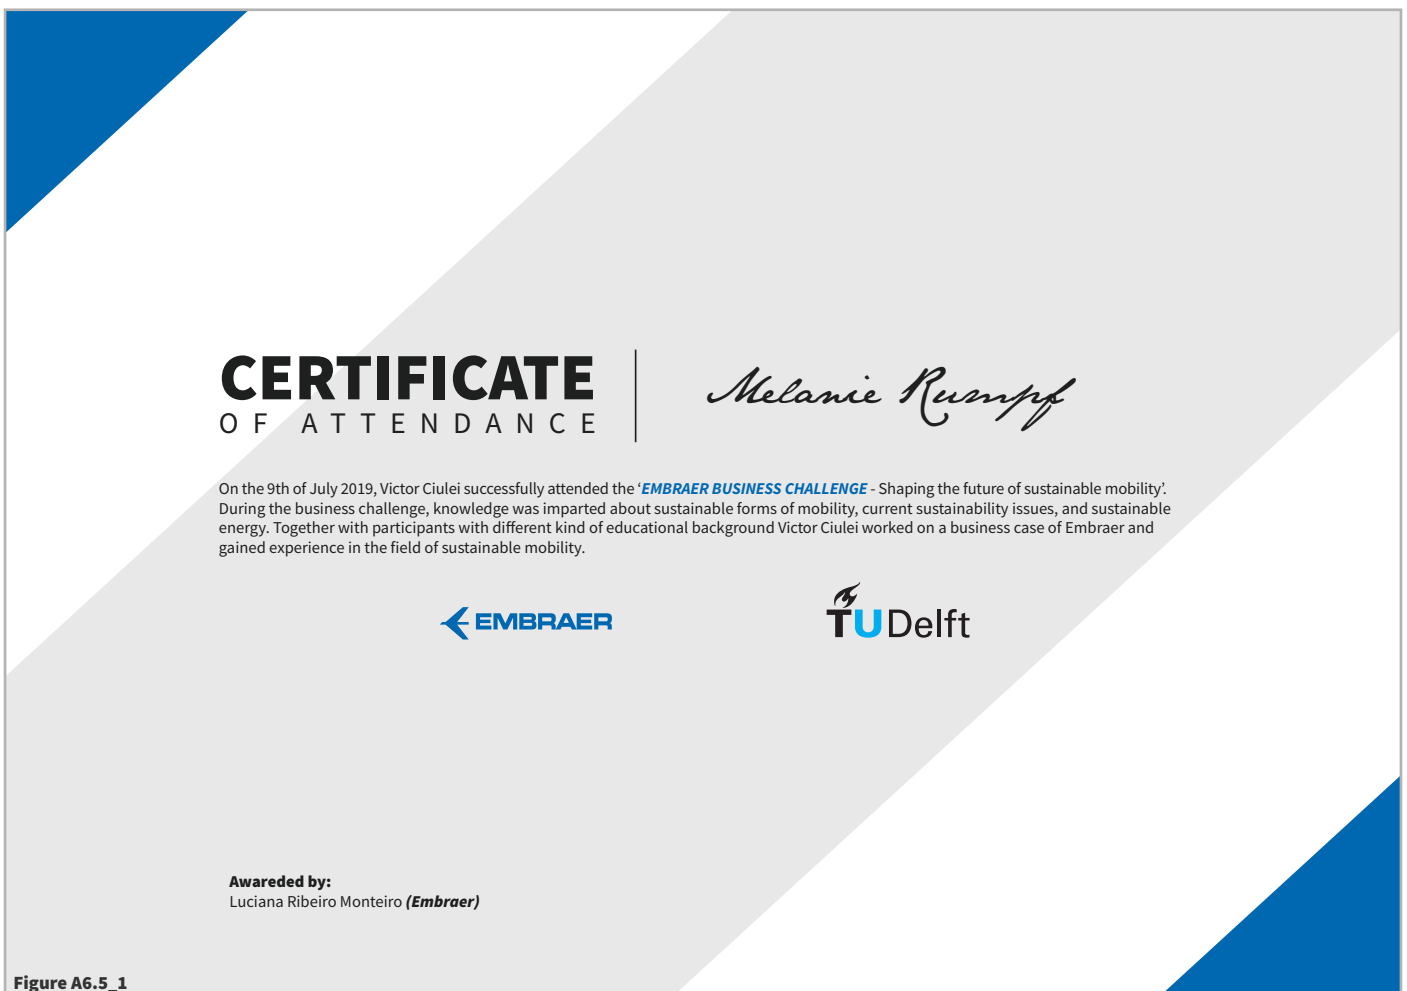 CERTIFICATE
OF ATTENDANCE
Melanie Rumpf
On the 9th of July 2019, Victor Ciulei successfully attended the ‘EMBRAER BUSINESS CHALLENGE - Shaping the future of sustainable mobility’.
During the business challenge, knowledge was imparted about sustainable forms of mobility, current sustainability issues, and sustainable
energy. Together with participants with different kind of educational background Victor Ciulei worked on a business case of Embraer and
gained experience in the field of sustainable mobility.
EMBRAER
TUDelft
Awareded by:
Luciana Ribeiro Monteiro (Embraer)
Figure A6.5_1